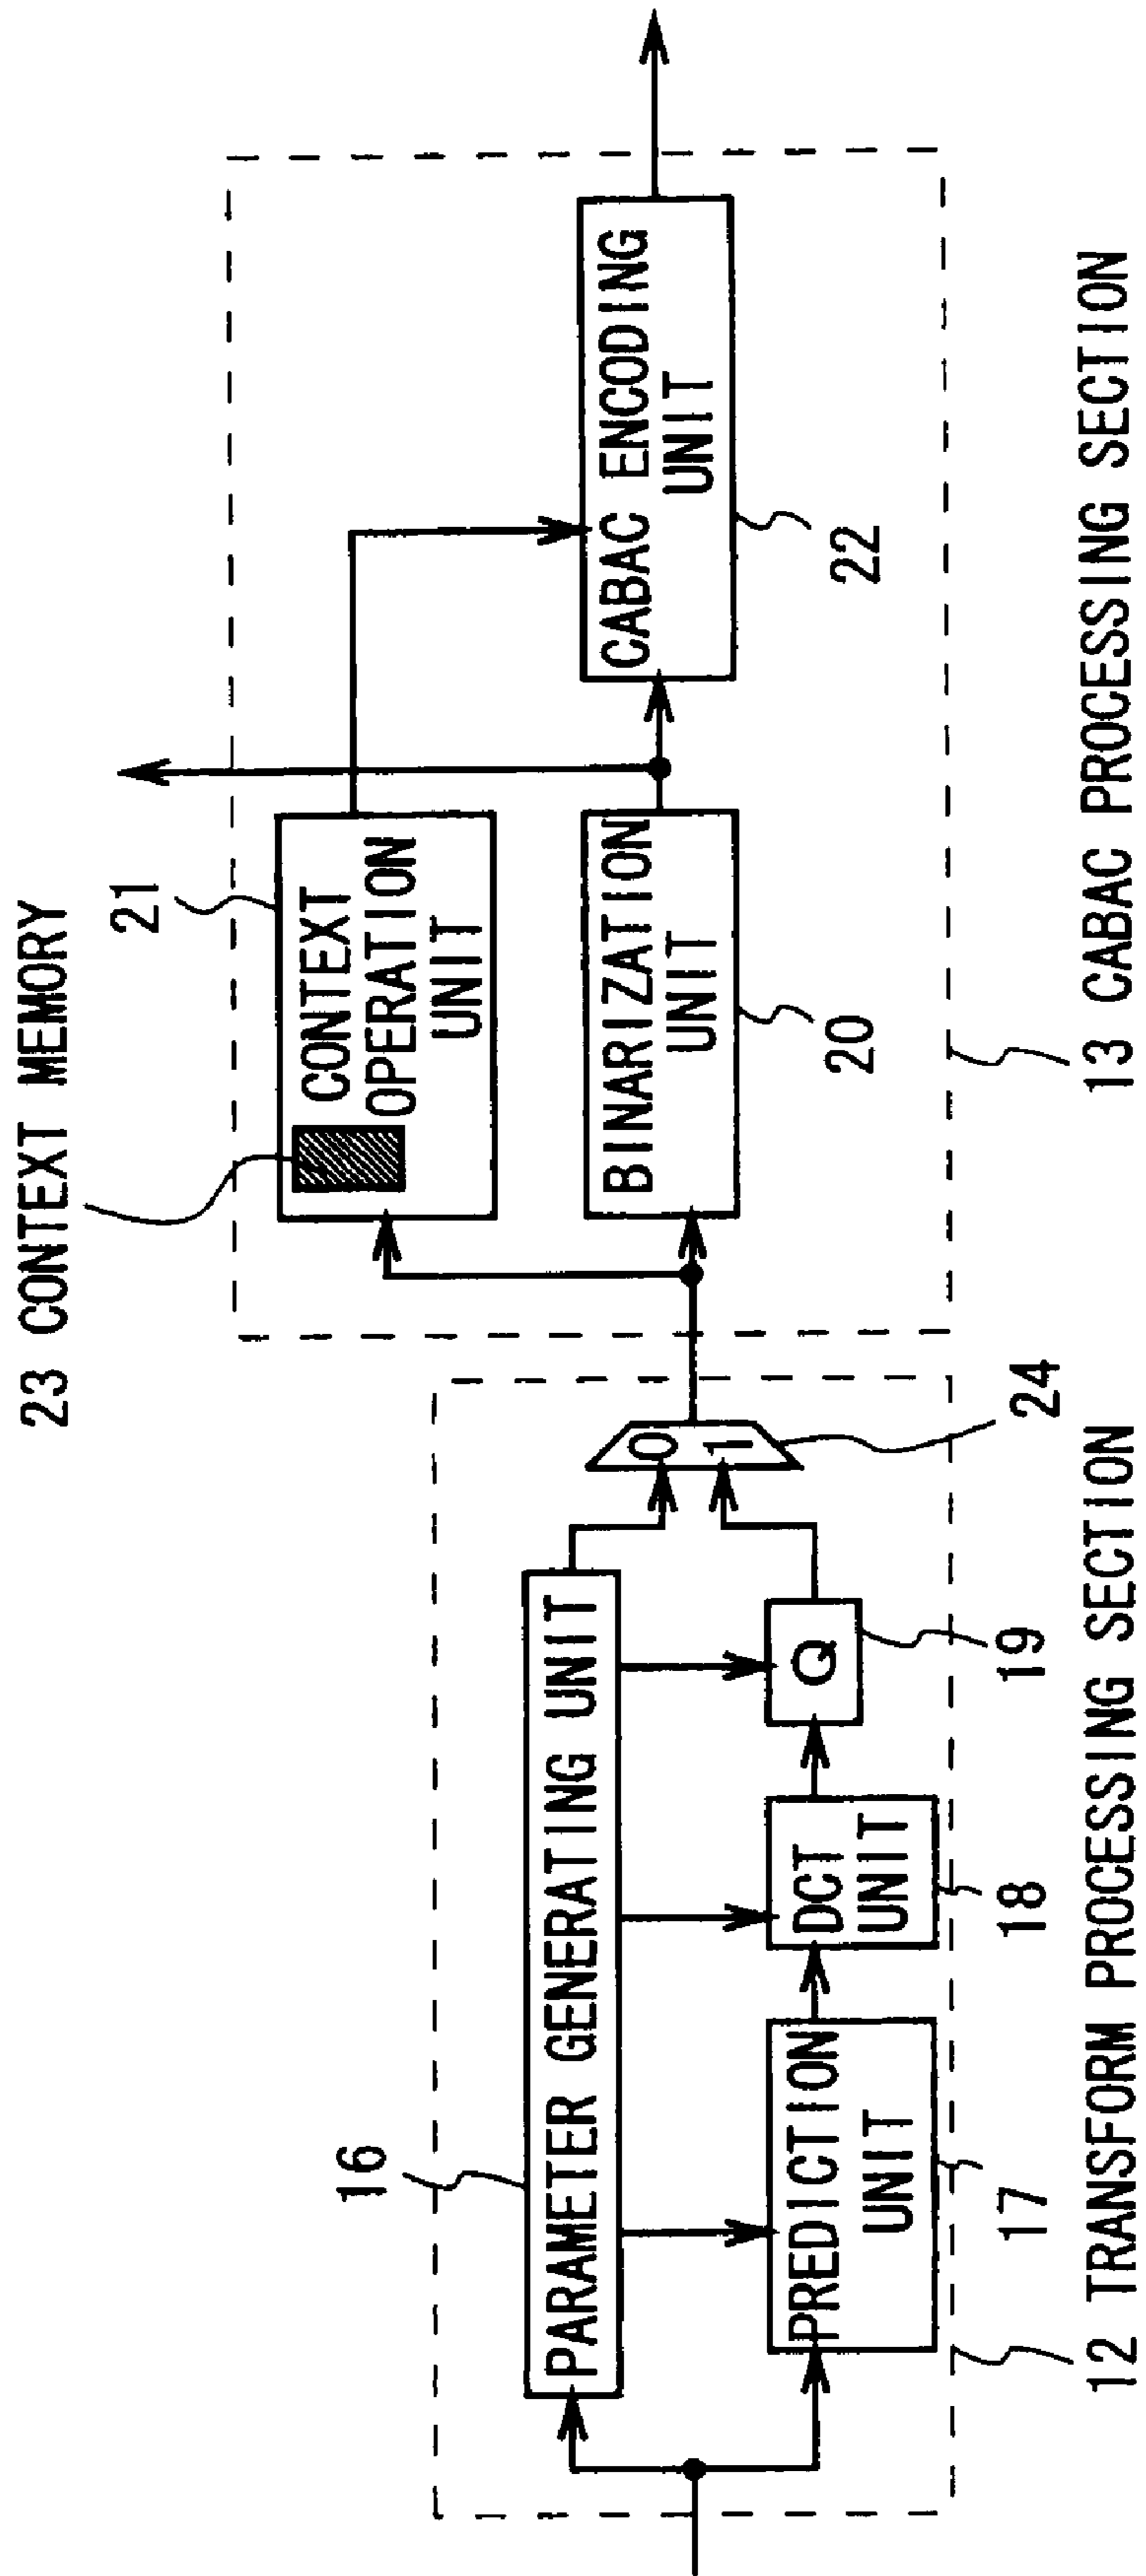 23 CONTEXT MEMORY
21
CONTEXT
OPERATION
UNIT
16
PARAMETER GENERATING UNIT
0
1
24
BINARIZATION
UNIT
20
CABAC ENCODING
UNIT
22
PREDICTION
UNIT
17
DCT
UNIT
18
Q
19
12 TRANSFORM PROCESSING SECTION
13 CABAC PROCESSING SECTION